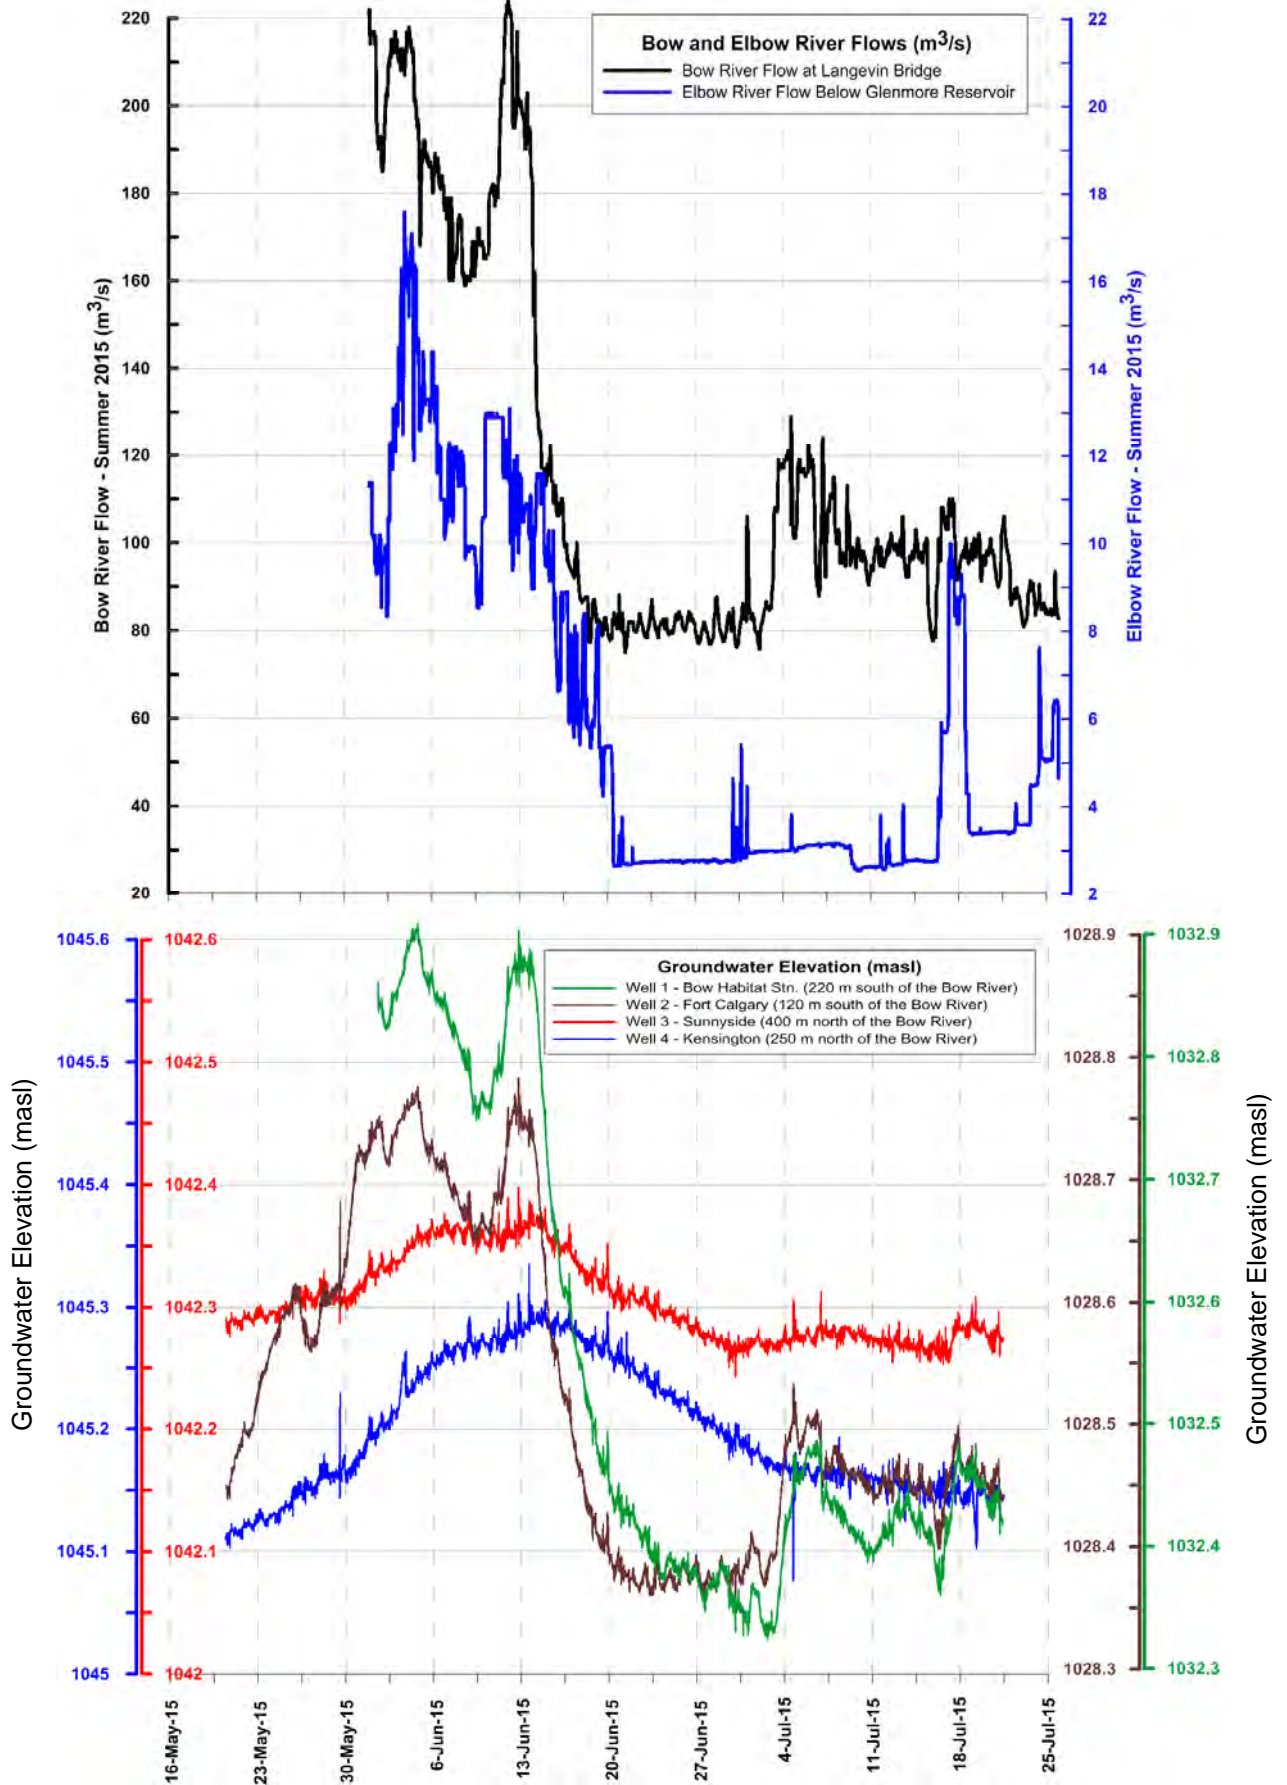 Bow and Elbow River Flows (m3/s)
Bow River Flow at Langevin Bridge
Elbow River Flow Below Glenmore Reservoir
Bow River Flow - Summer 2015 (m3/s)
220
200
180
160
140
120
100
80
60
40
20
22
20
18
16
14
12
10
8
6
4
2
Elbow River Flow - Summer 2015 (m3/s)
Groundwater Elevation (masl)
1045.6
1045.5
1045.4
1045.3
1045.2
1045.1
1045
1042.6
1042.5
1042.4
1042.3
1042.2
1042.1
1042
Groundwater Elevation (masl)
Well 1 - Bow Habitat Stn. (220 m south of the Bow River)
Well 2 - Fort Calgary (120 m south of the Bow River)
Well 3 - Sunnyside (400 m north of the Bow River)
Well 4 - Kensington (250 m north of the Bow River)
1028.9
1028.8
1028.7
1028.6
1028.5
1028.4
1028.3
1032.9
1032.8
1032.7
1032.6
1032.5
1032.4
1032.3
Groundwater Elevation (masl)
16-May-15
23-May-15
30-May-15
6-Jun-15
13-Jun-15
20-Jun-15
27-Jun-15
4-Jul-15
11-Jul-15
18-Jul-15
25-Jul-15